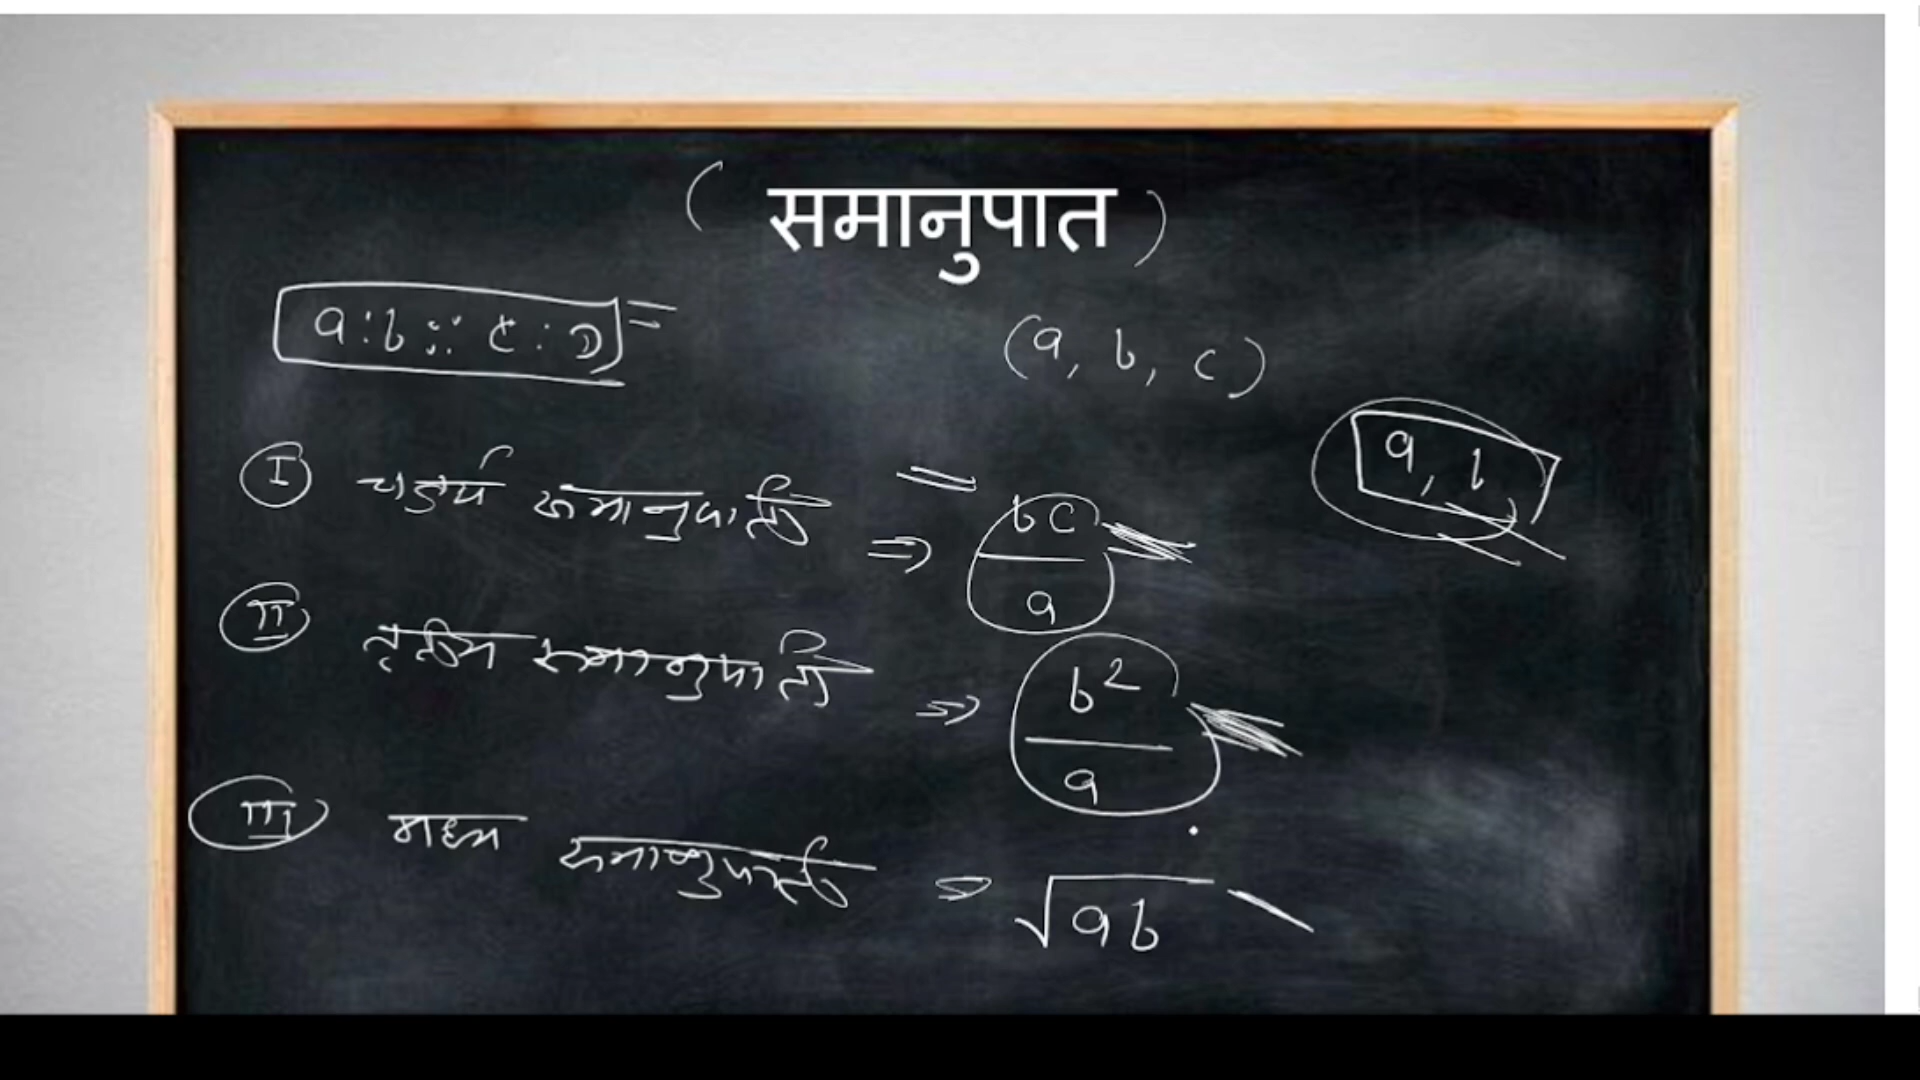 ( समानुपात )
a:b :: c:D =
(a, b, c)
a, b
I चतुर्थ समानुपाती ⇒ bc/a
II तृतीय समानुपाती ⇒ b²/a
III मध्य समानुपाती ⇒ √ab